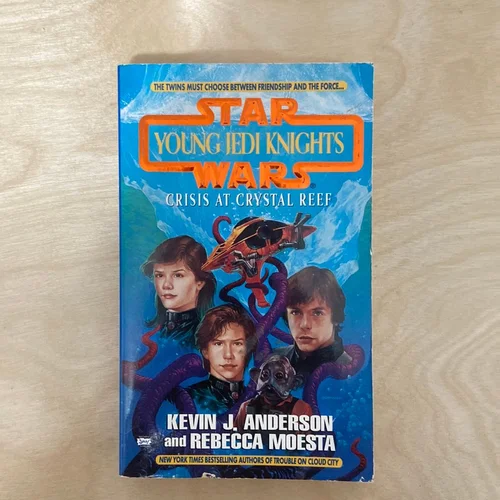 THE TWINS MUST CHOOSE BETWEEN FRIENDSHIP AND THE FORCE...
STAR
YOUNG JEDI KNIGHTS
WARS
CRISIS AT CRYSTAL REEF
KEVIN J. ANDERSON
and REBECCA MOESTA
NEW YORK TIMES BESTSELLING AUTHORS OF TROUBLE ON CLOUD CITY